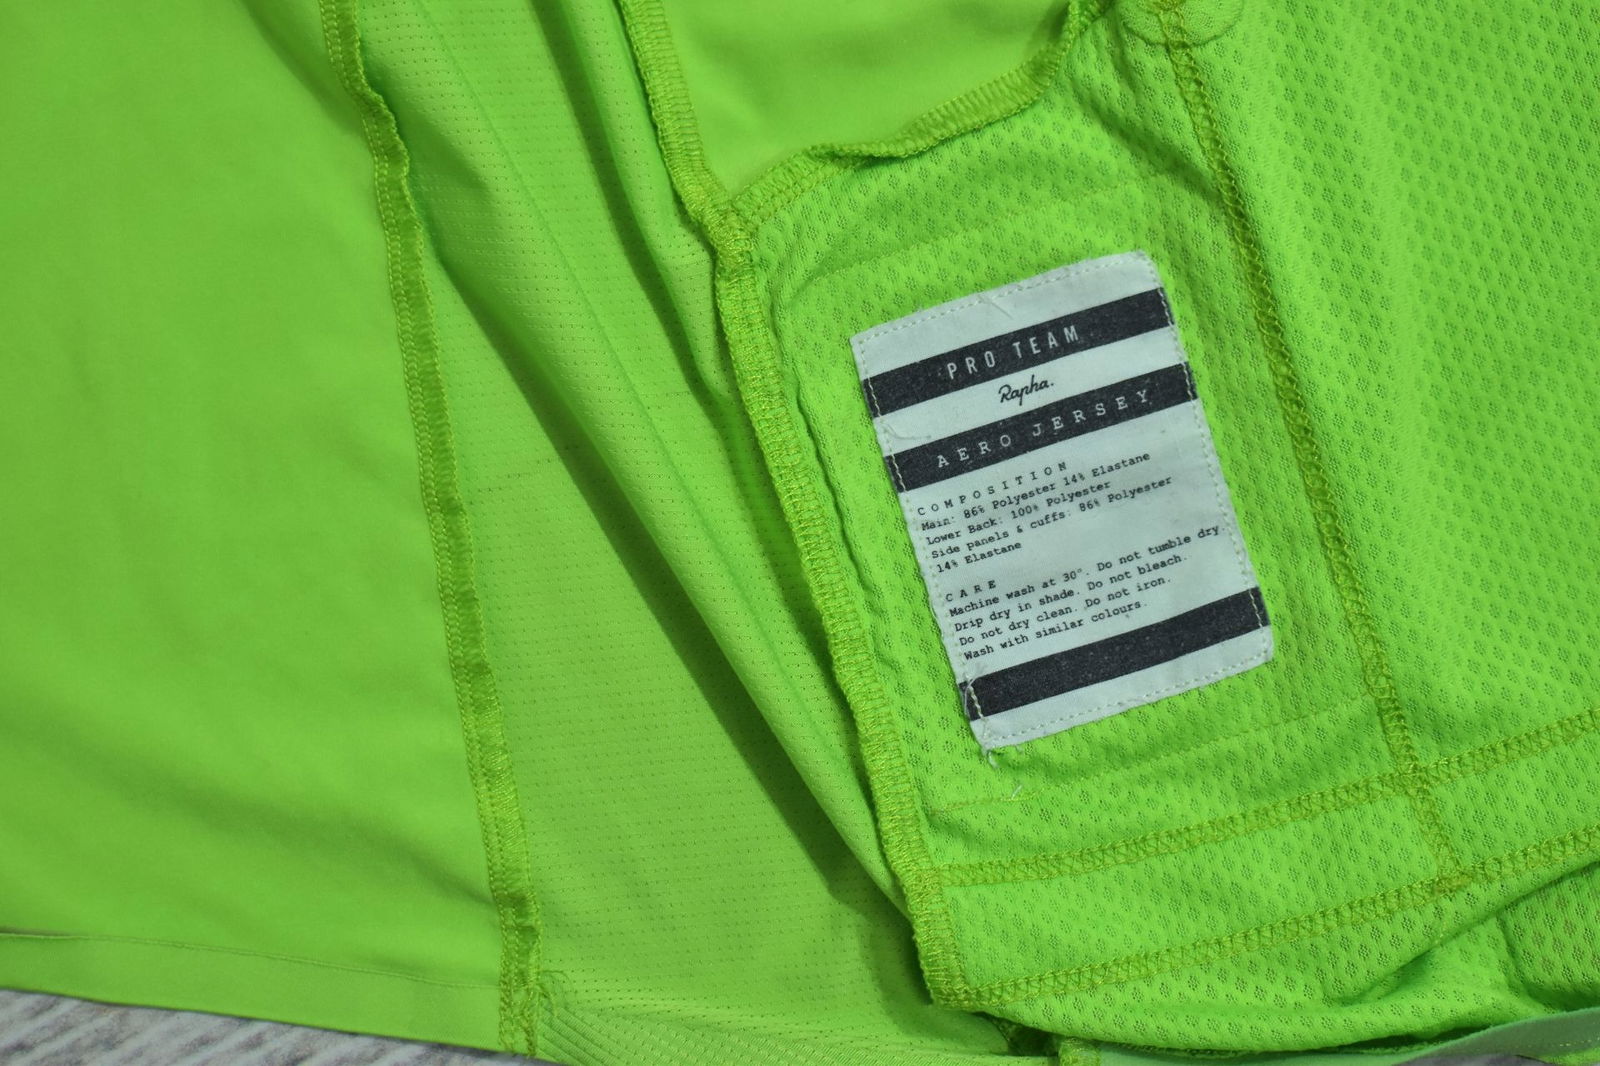 PRO TEAM
Rapha.
AERO JERSEY
COMPOSITION
Main: 86% Polyester 14% Elastane
Lower Back: 100% Polyester
Side panels & cuffs: 86% Polyester
14% Elastane
CARE
Machine wash at 30°. Do not tumble dry.
Drip dry in shade. Do not bleach.
Do not dry clean. Do not iron.
Wash with similar colours.